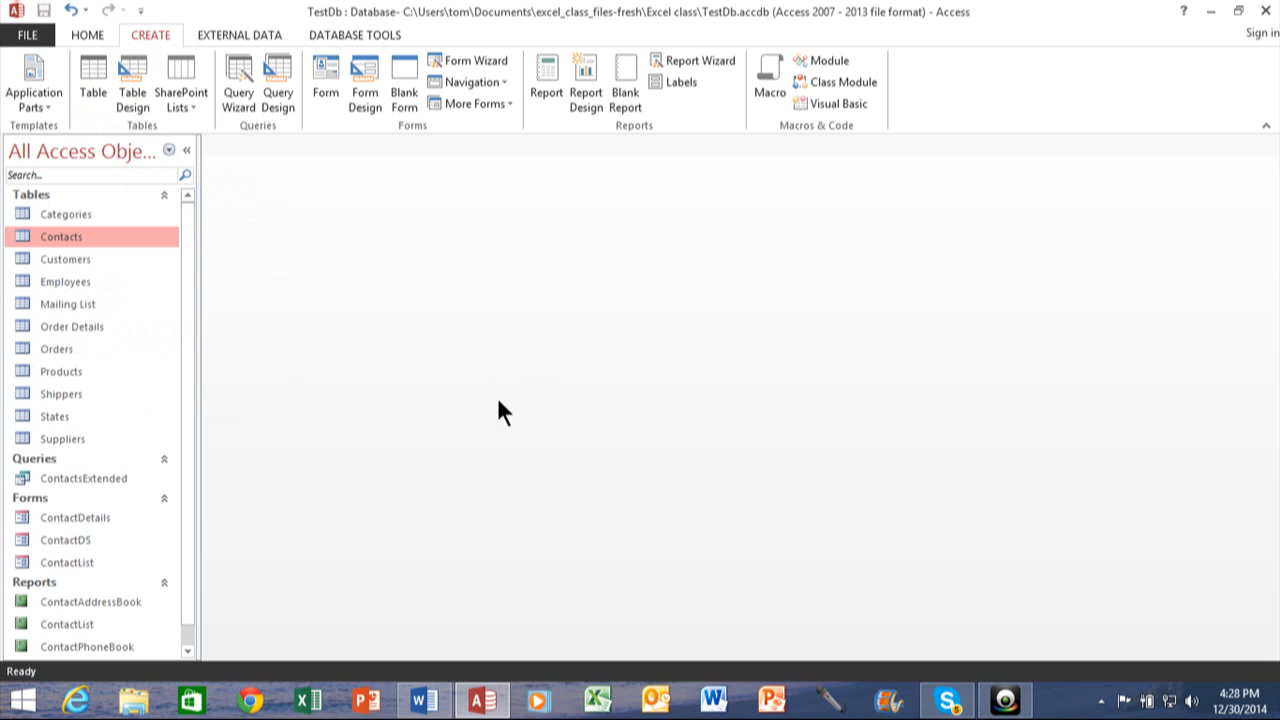 TestDb : Database- C:\Users\tom\Documents\excel_class_files-fresh\Excel class\TestDb.accdb (Access 2007 - 2013 file format) - Access
?
FILE HOME CREATE EXTERNAL DATA DATABASE TOOLS
Sign in
Application Parts
Table
Table Design
SharePoint Lists
Query Wizard
Query Design
Form
Form Design
Blank Form
Form Wizard
Navigation
More Forms
Report
Report Design
Blank Report
Report Wizard
Labels
Macro
Module
Class Module
Visual Basic
Templates
Tables
Queries
Forms
Reports
Macros & Code
All Access Obje...
Search...
Tables
Categories
Contacts
Customers
Employees
Mailing List
Order Details
Orders
Products
Shippers
States
Suppliers
Queries
ContactsExtended
Forms
ContactDetails
ContactDS
ContactList
Reports
ContactAddressBook
ContactList
ContactPhoneBook
Ready
4:28 PM
12/30/2014